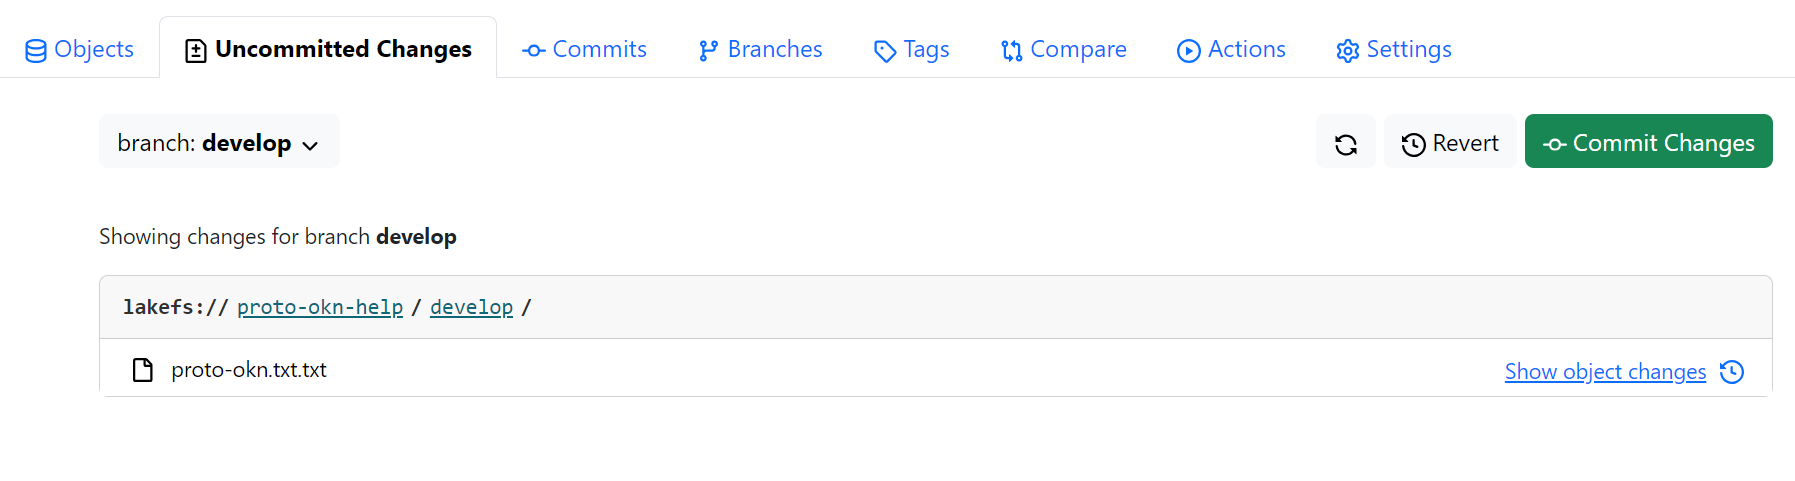 Objects Uncommitted Changes Commits Branches Tags Compare Actions Settings
branch: develop Revert Commit Changes
Showing changes for branch develop
lakefs:// proto-okn-help / develop /
proto-okn.txt.txt Show object changes